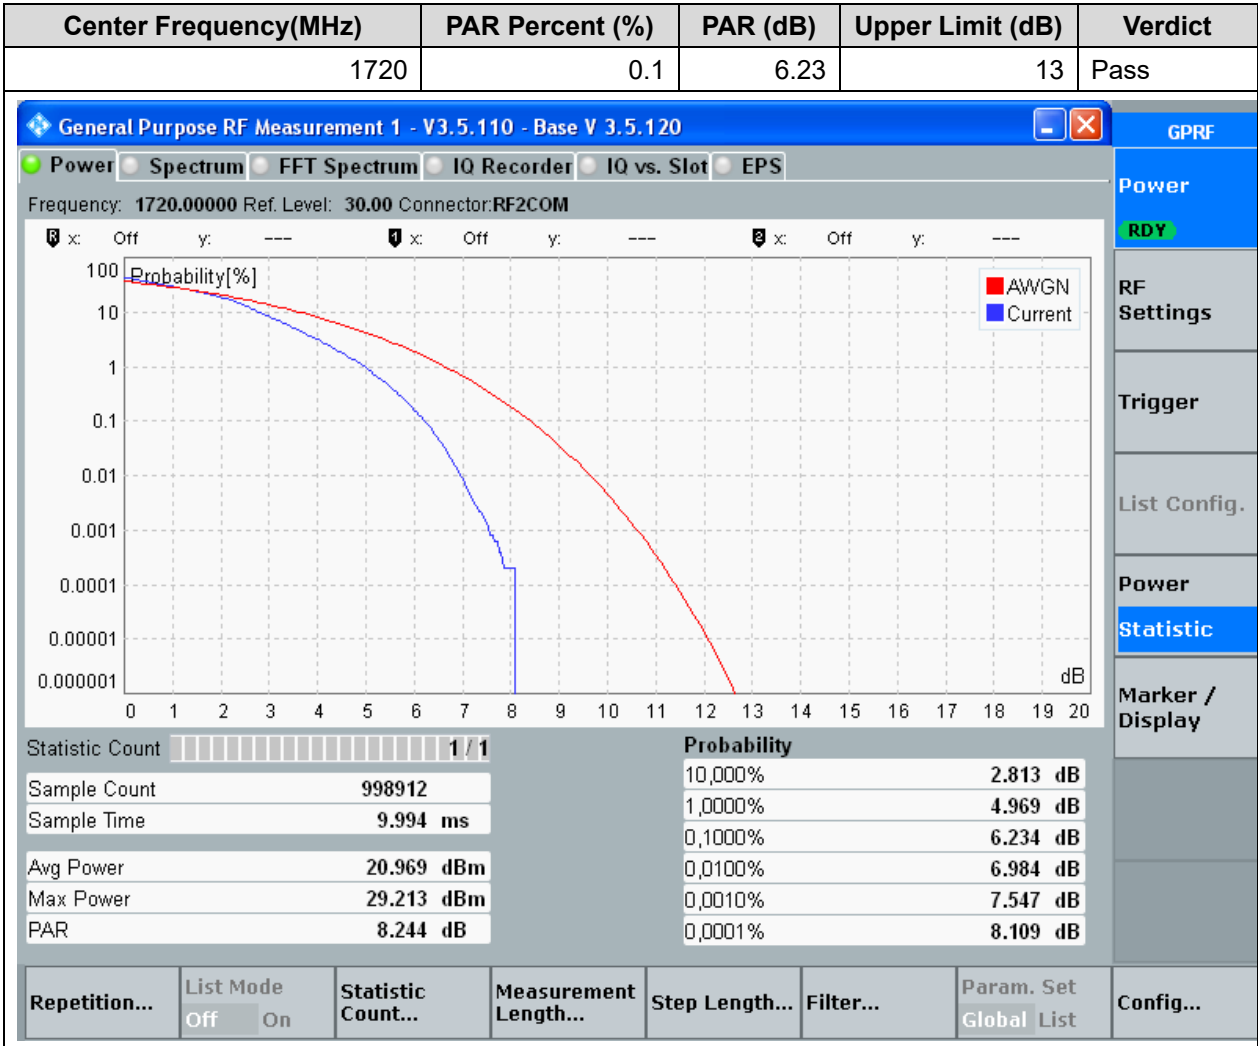 Center Frequency(MHz) PAR Percent (%) PAR (dB) Upper Limit (dB) Verdict
1720 0.1 6.23 13 Pass
General Purpose RF Measurement 1 - V3.5.110 - Base V 3.5.120
GPRF
Power Spectrum FFT Spectrum IQ Recorder IQ vs. Slot EPS
Frequency: 1720.00000 Ref. Level: 30.00 Connector:RF2COM
R x: Off y: --- 1 x: Off y: --- 2 x: Off y: ---
Probability[%]
AWGN
Current
100
10
1
0.1
0.01
0.001
0.0001
0.00001
0.000001
dB
0 1 2 3 4 5 6 7 8 9 10 11 12 13 14 15 16 17 18 19 20
Statistic Count 1 / 1
Sample Count 998912
Sample Time 9.994 ms
Avg Power 20.969 dBm
Max Power 29.213 dBm
PAR 8.244 dB
Probability
10,000% 2.813 dB
1,0000% 4.969 dB
0,1000% 6.234 dB
0,0100% 6.984 dB
0,0010% 7.547 dB
0,0001% 8.109 dB
Power
RDY
RF
Settings
Trigger
List Config.
Power
Statistic
Marker /
Display
Repetition...
List Mode
Off On
Statistic
Count...
Measurement
Length...
Step Length...
Filter...
Param. Set
Global List
Config...